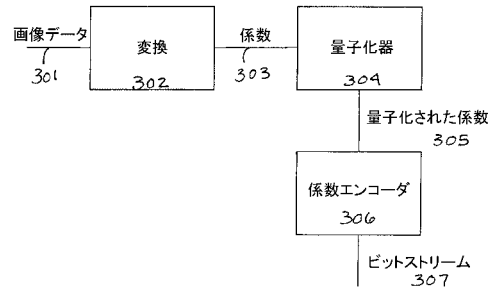 画像データ
301
変換
302
係数
303
量子化器
304
量子化された係数
305
係数エンコーダ
306
ビットストリーム
307